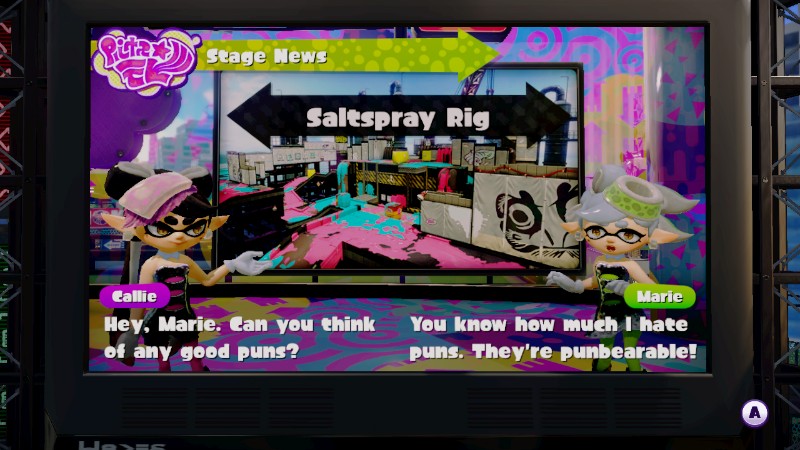 Stage News
Saltspray Rig
Callie
Hey, Marie. Can you think
of any good puns?
Marie
You know how much I hate
puns. They're punbearable!
A